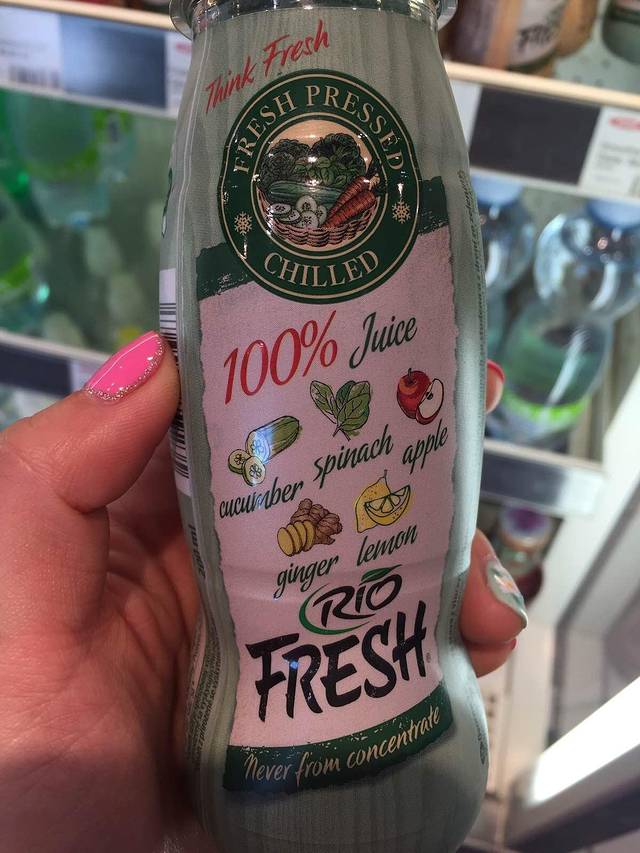 Think Fresh
FRESH PRESSED
CHILLED
100% Juice
cucumber spinach apple
ginger lemon
RIO
FRESH
Never from concentrate